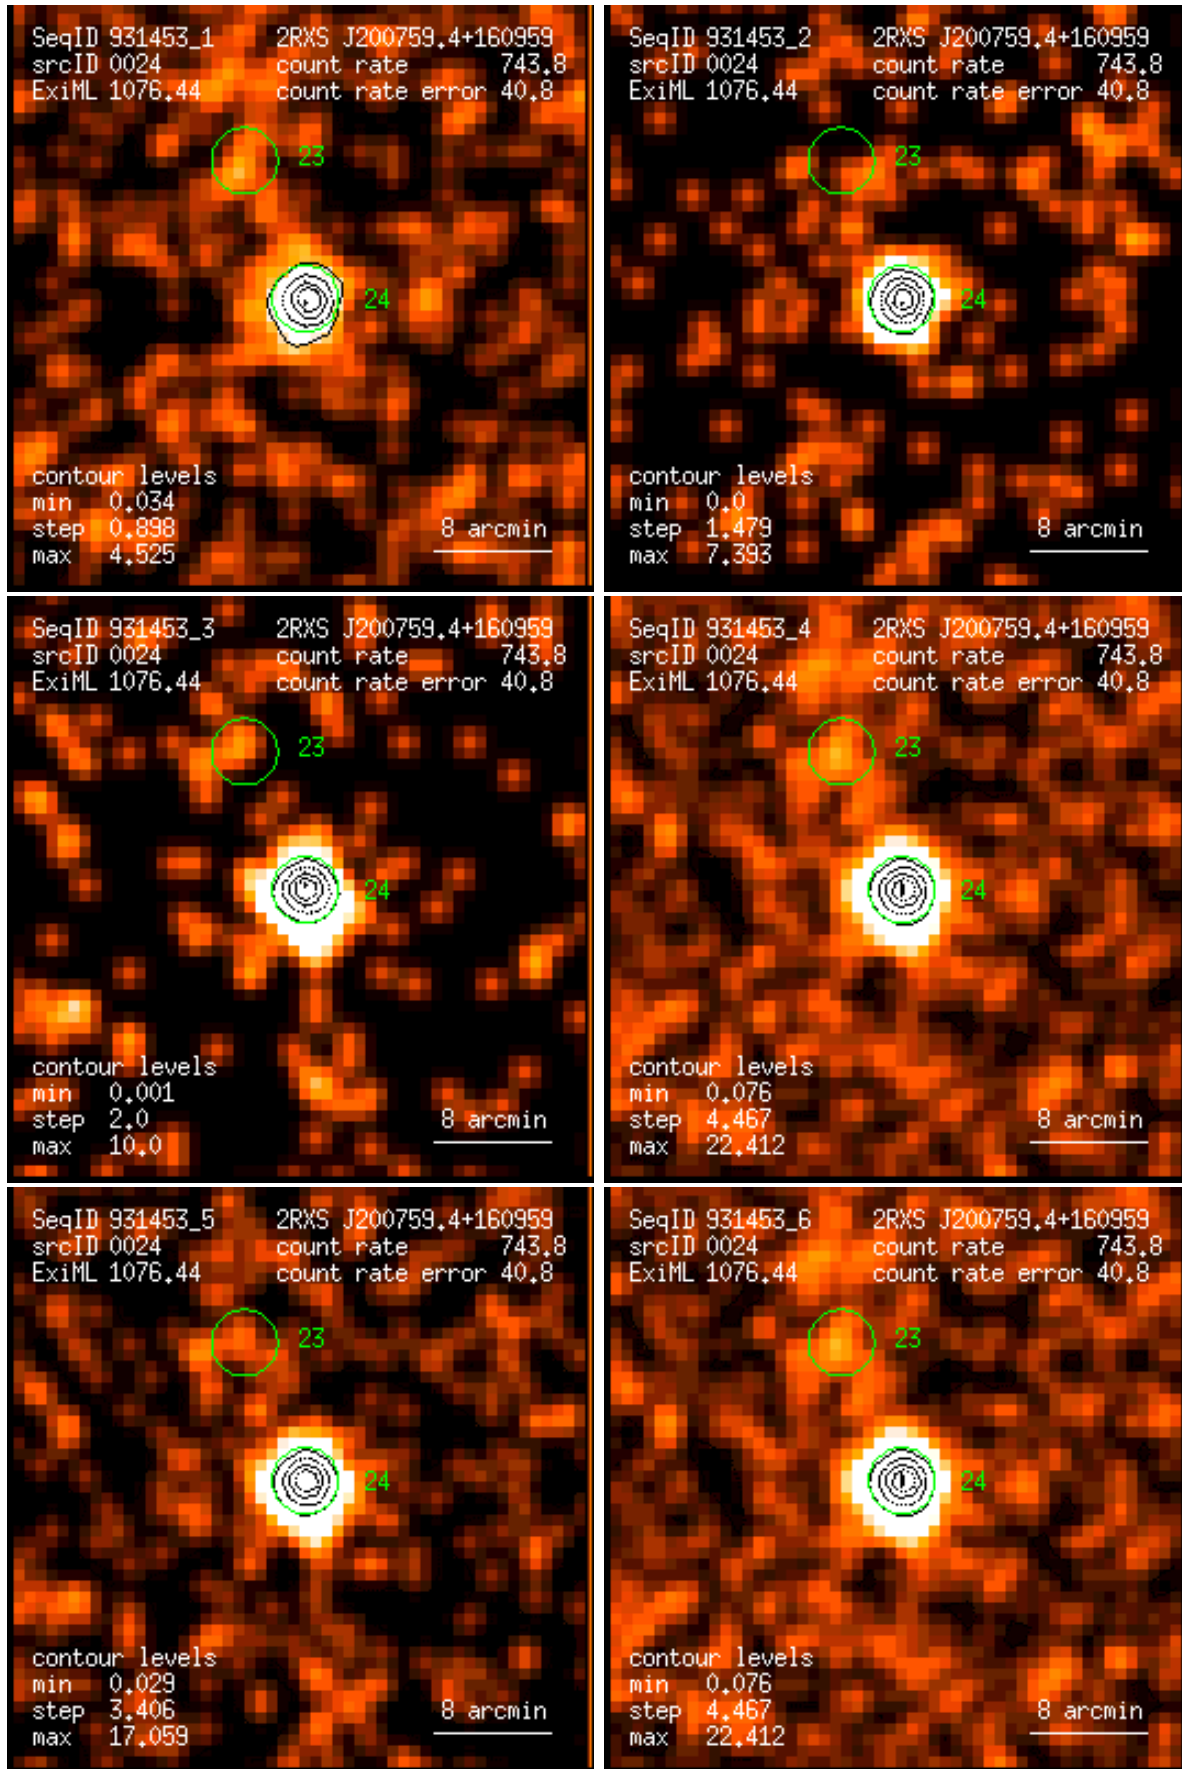 SeqID 931453_1 2RXS J200759.4+160959
srcID 0024 count rate 743.8
ExiML 1076.44 count rate error 40.8
23
24
contour levels
min 0.034
step 0.898 8 arcmin
max 4.525
SeqID 931453_2 2RXS J200759.4+160959
srcID 0024 count rate 743.8
ExiML 1076.44 count rate error 40.8
23
24
contour levels
min 0.0
step 1.479 8 arcmin
max 7.393
SeqID 931453_3 2RXS J200759.4+160959
srcID 0024 count rate 743.8
ExiML 1076.44 count rate error 40.8
23
24
contour levels
min 0.001
step 2.0 8 arcmin
max 10.0
SeqID 931453_4 2RXS J200759.4+160959
srcID 0024 count rate 743.8
ExiML 1076.44 count rate error 40.8
23
24
contour levels
min 0.076
step 4.467 8 arcmin
max 22.412
SeqID 931453_5 2RXS J200759.4+160959
srcID 0024 count rate 743.8
ExiML 1076.44 count rate error 40.8
23
24
contour levels
min 0.029
step 3.406 8 arcmin
max 17.059
SeqID 931453_6 2RXS J200759.4+160959
srcID 0024 count rate 743.8
ExiML 1076.44 count rate error 40.8
23
24
contour levels
min 0.076
step 4.467 8 arcmin
max 22.412